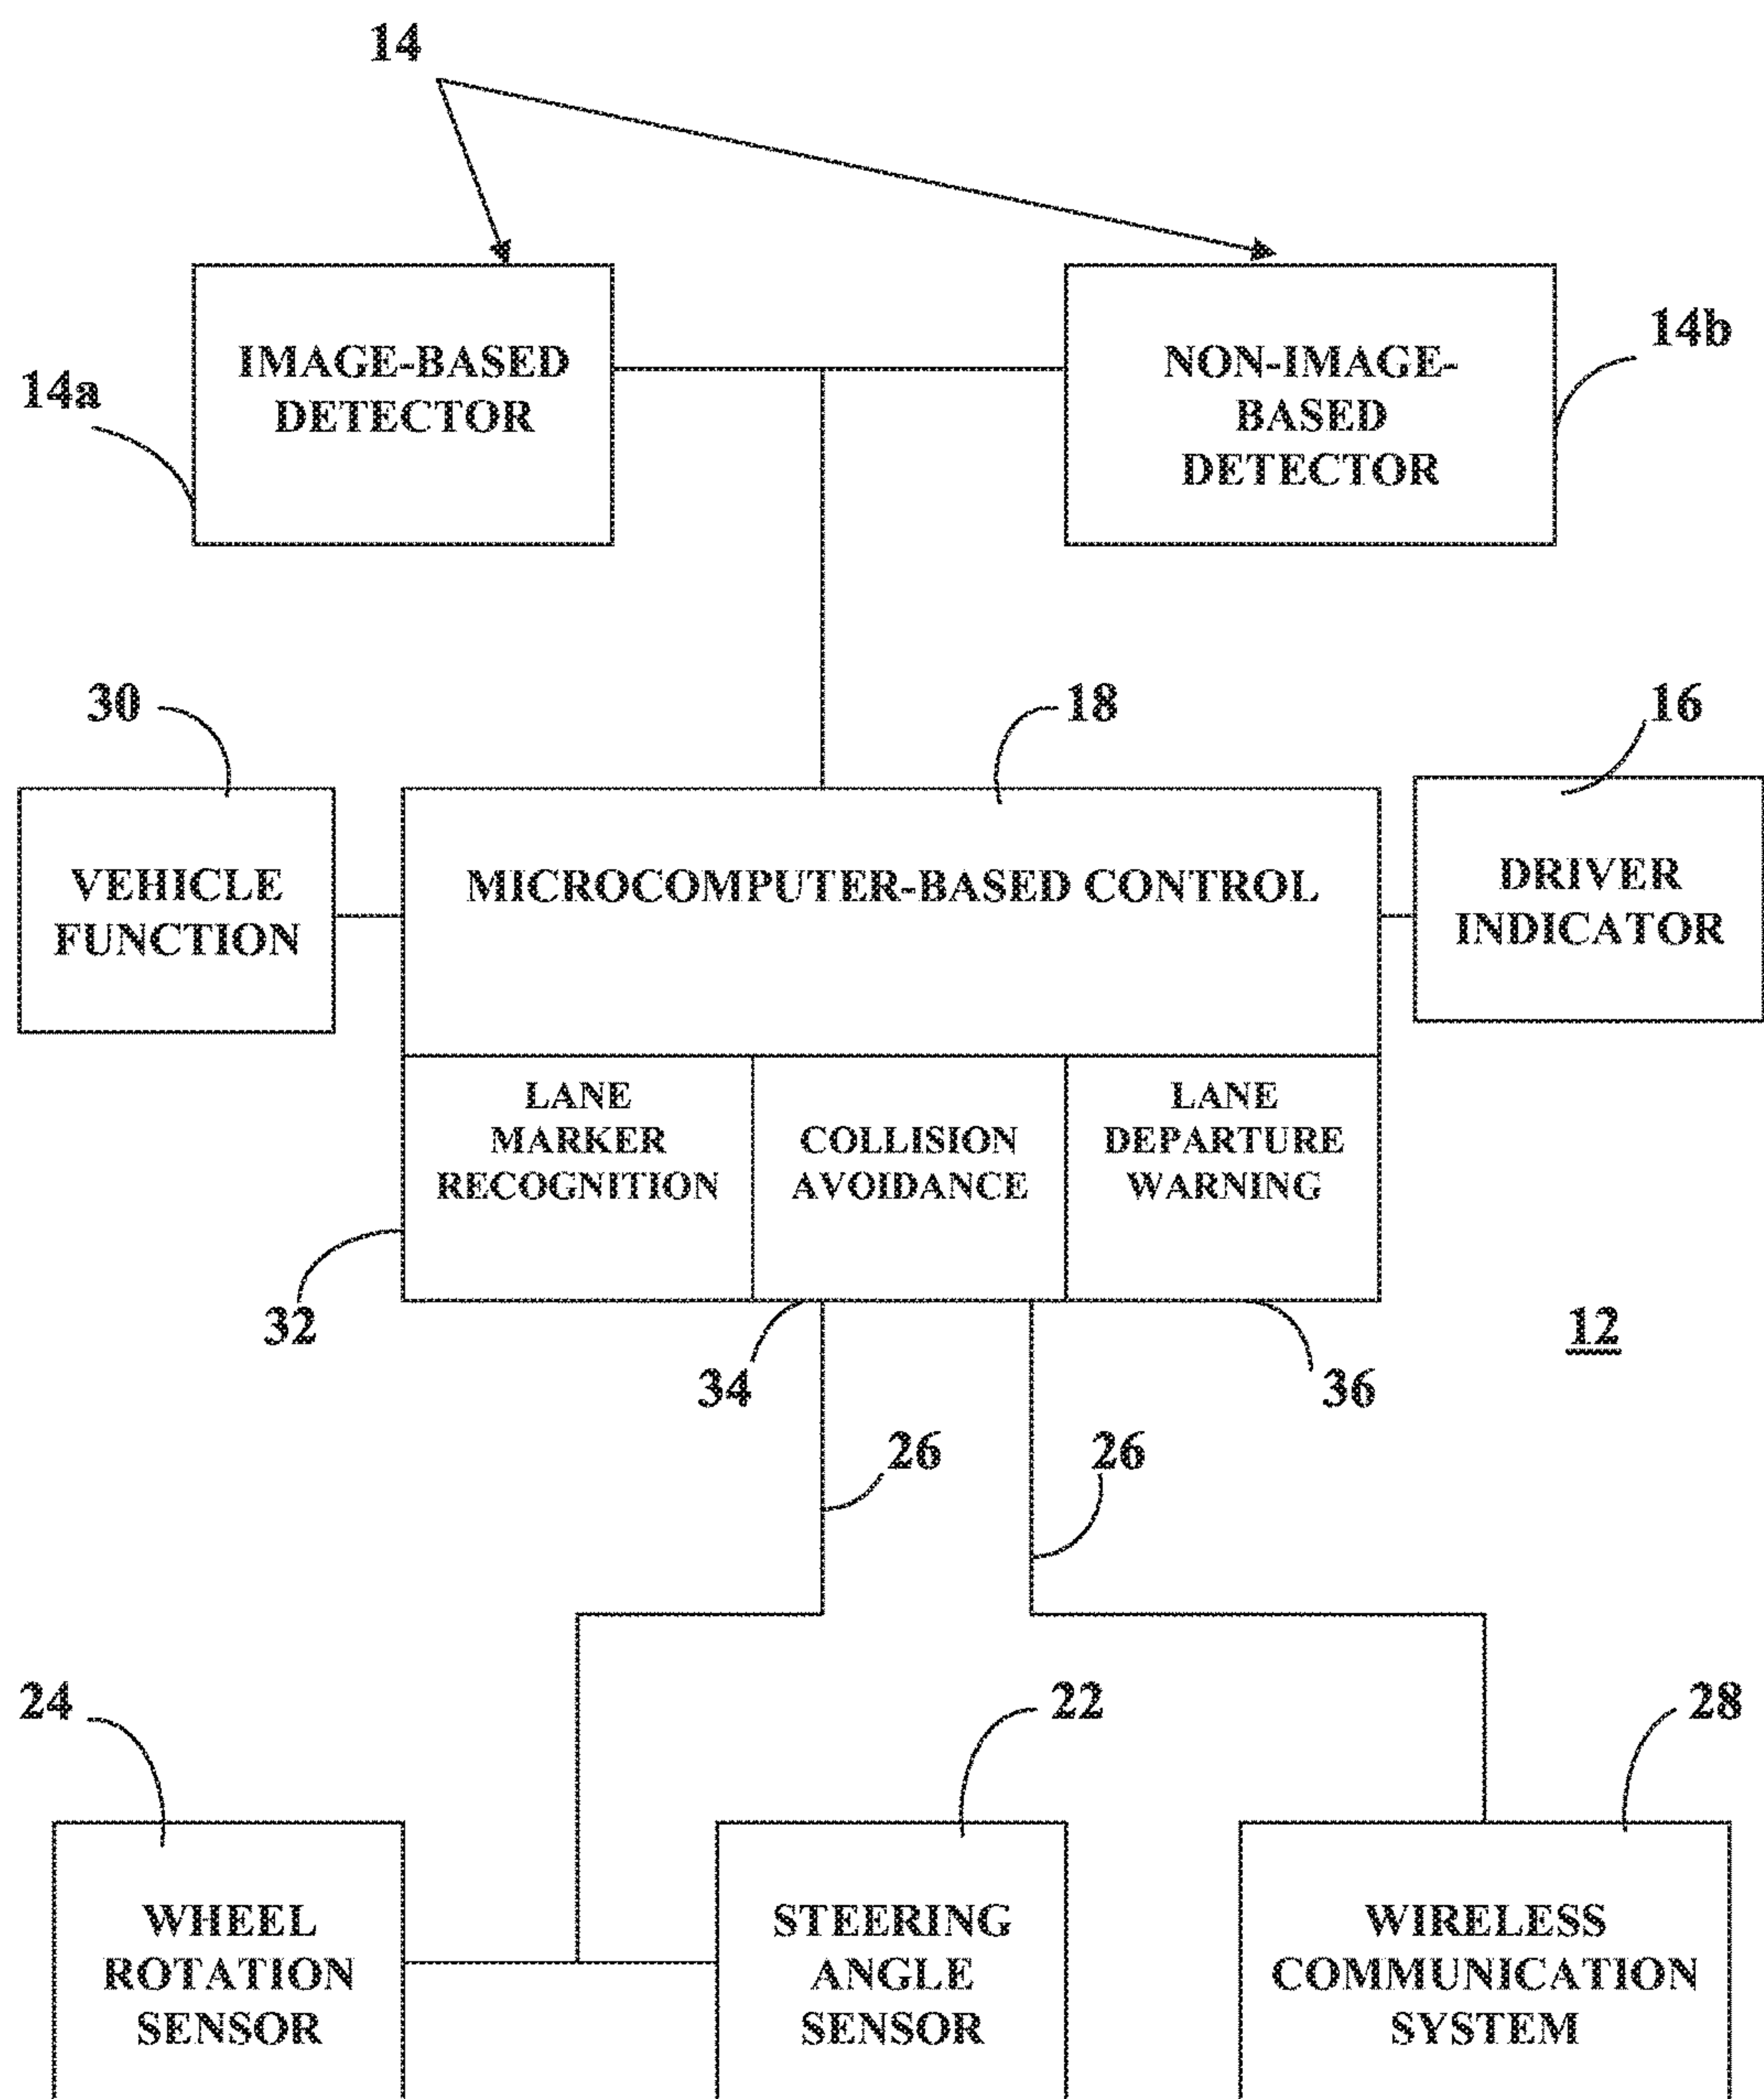 14
IMAGE-BASED
DETECTOR
NON-IMAGE-
BASED
DETECTOR
14a
14b
30
18
16
VEHICLE
FUNCTION
MICROCOMPUTER-BASED CONTROL
DRIVER
INDICATOR
LANE
MARKER
RECOGNITION
COLLISION
AVOIDANCE
LANE
DEPARTURE
WARNING
32
34
36
12
26
26
24
22
28
WHEEL
ROTATION
SENSOR
STEERING
ANGLE
SENSOR
WIRELESS
COMMUNICATION
SYSTEM